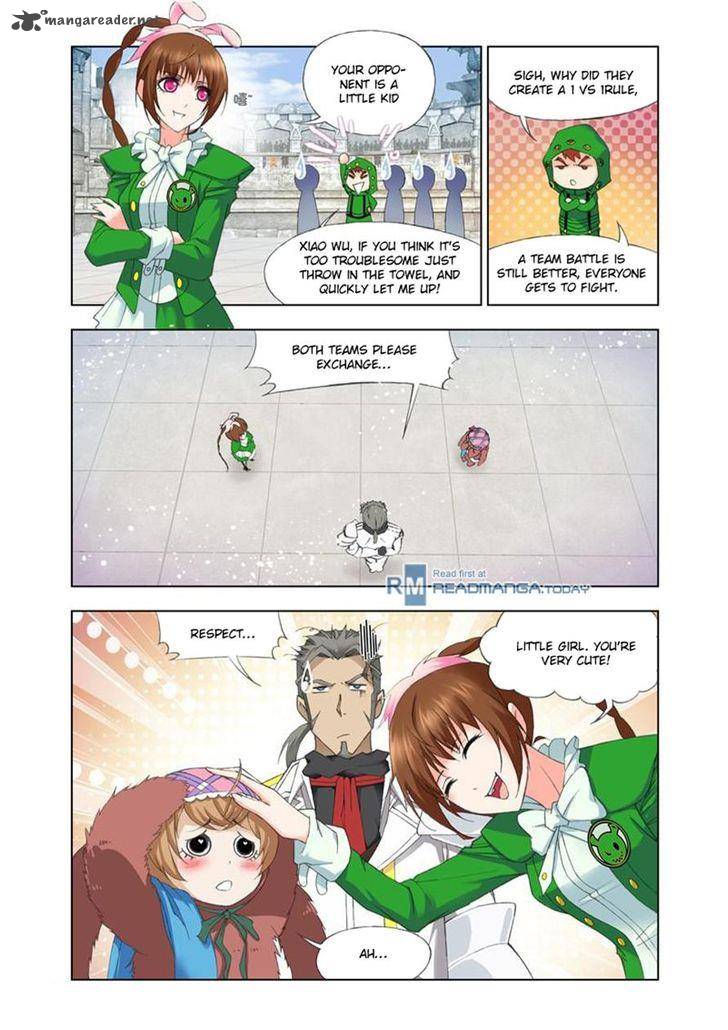 mangareader.net
YOUR OPPO-
NENT IS A
LITTLE KID
XIAO WU, IF YOU THINK IT'S
TOO TROUBLESOME JUST
THROW IN THE TOWEL, AND
QUICKLY LET ME UP!
SIGH, WHY DID THEY
CREATE A 1 VS 1RULE,
A TEAM BATTLE IS
STILL BETTER, EVERYONE
GETS TO FIGHT.
BOTH TEAMS PLEASE
EXCHANGE...
Read first at
RM READMANGA.TODAY
RESPECT...
LITTLE GIRL. YOU'RE
VERY CUTE!
AH...